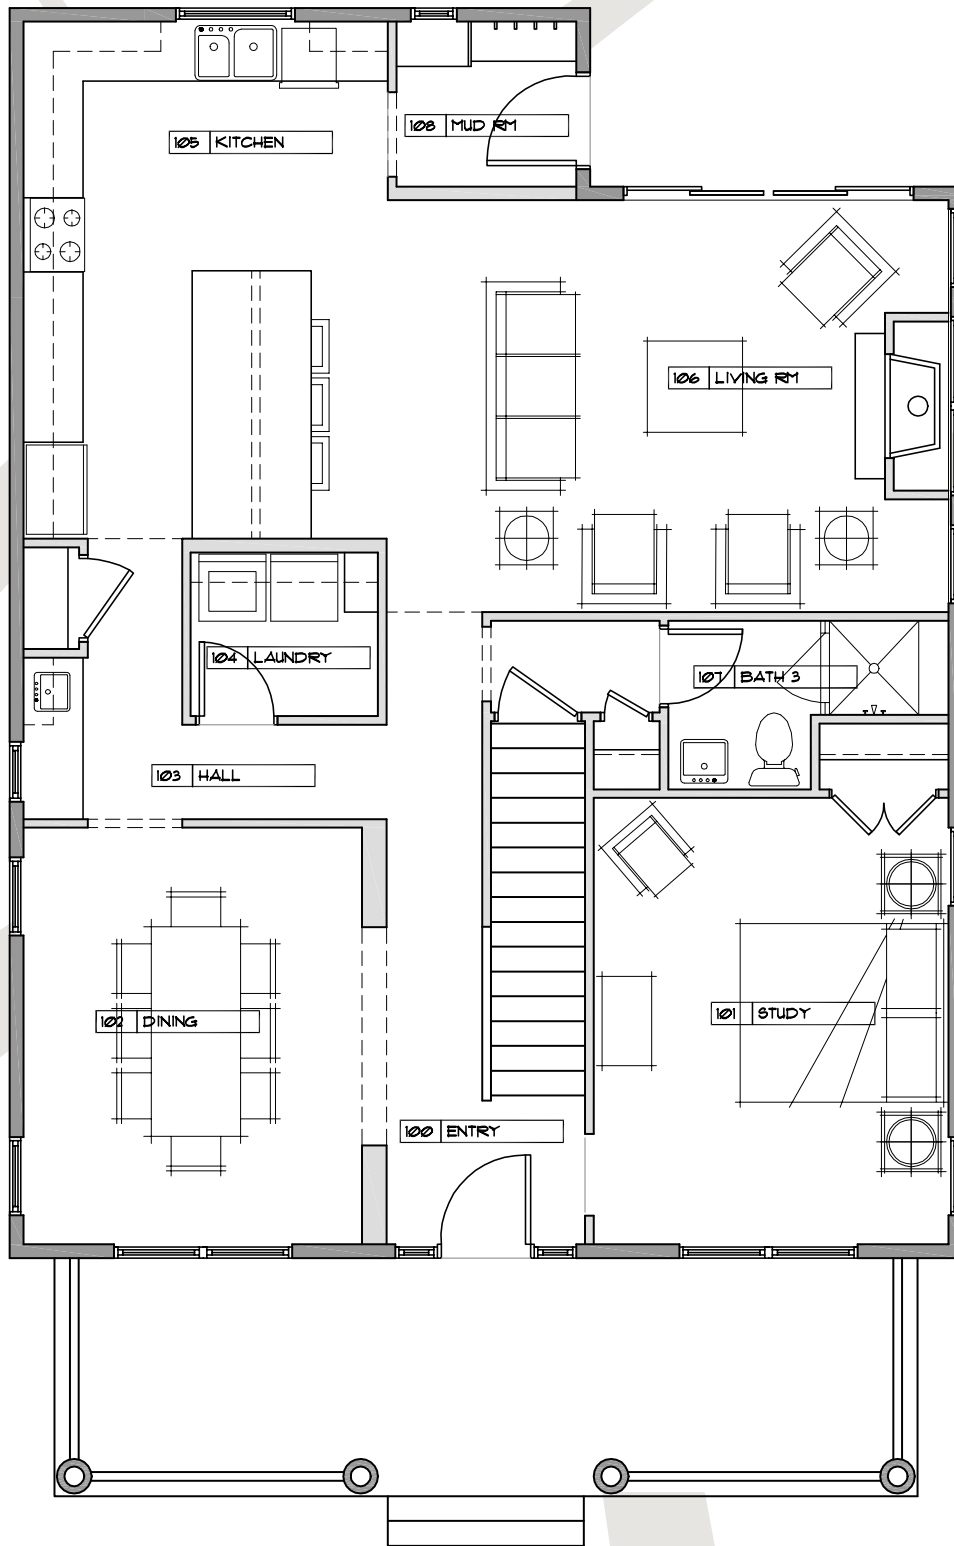 108 MUD RM
105 KITCHEN
106 LIVING RM
104 LAUNDRY
107 BATH 3
103 HALL
102 DINING
101 STUDY
100 ENTRY